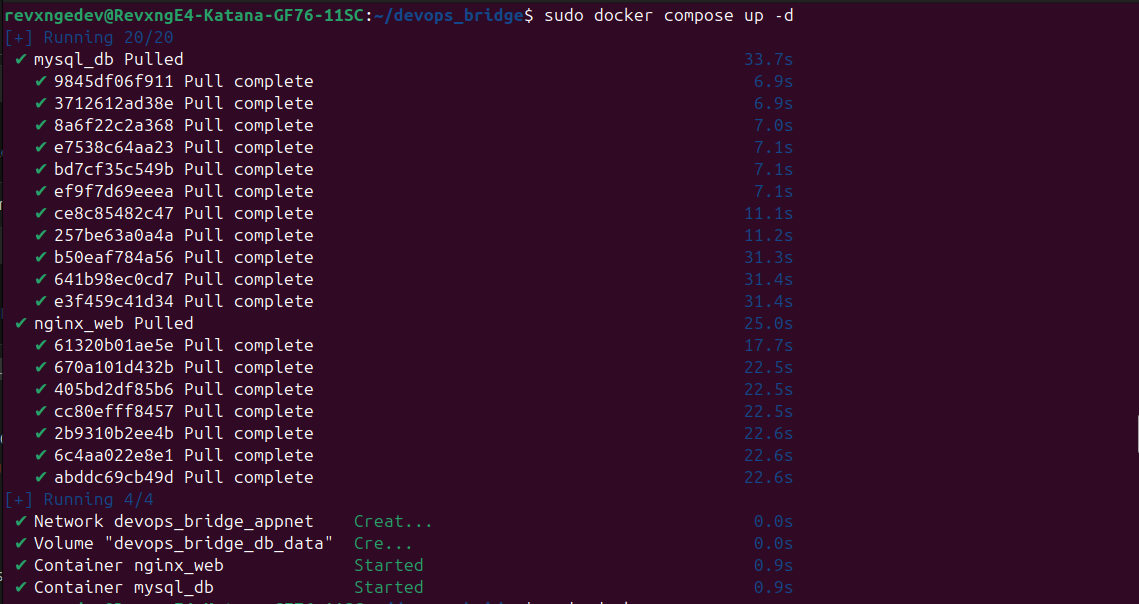 revxngedev@RevxngE4-Katana-GF76-11SC:~/devops_bridge$ sudo docker compose up -d
[+] Running 20/20
✔ mysql_db Pulled 33.7s
✔ 9845df06f911 Pull complete 6.9s
✔ 3712612ad38e Pull complete 6.9s
✔ 8a6f22c2a368 Pull complete 7.0s
✔ e7538c64aa23 Pull complete 7.1s
✔ bd7cf35c549b Pull complete 7.1s
✔ ef9f7d69eeea Pull complete 7.1s
✔ ce8c85482c47 Pull complete 11.1s
✔ 257be63a0a4a Pull complete 11.2s
✔ b50eaf784a56 Pull complete 31.3s
✔ 641b98ec0cd7 Pull complete 31.4s
✔ e3f459c41d34 Pull complete 31.4s
✔ nginx_web Pulled 25.0s
✔ 61320b01ae5e Pull complete 17.7s
✔ 670a101d432b Pull complete 22.5s
✔ 405bd2df85b6 Pull complete 22.5s
✔ cc80efff8457 Pull complete 22.5s
✔ 2b9310b2ee4b Pull complete 22.6s
✔ 6c4aa022e8e1 Pull complete 22.6s
✔ abddc69cb49d Pull complete 22.6s
[+] Running 4/4
✔ Network devops_bridge_appnet Creat... 0.0s
✔ Volume "devops_bridge_db_data" Cre... 0.0s
✔ Container nginx_web Started 0.9s
✔ Container mysql_db Started 0.9s